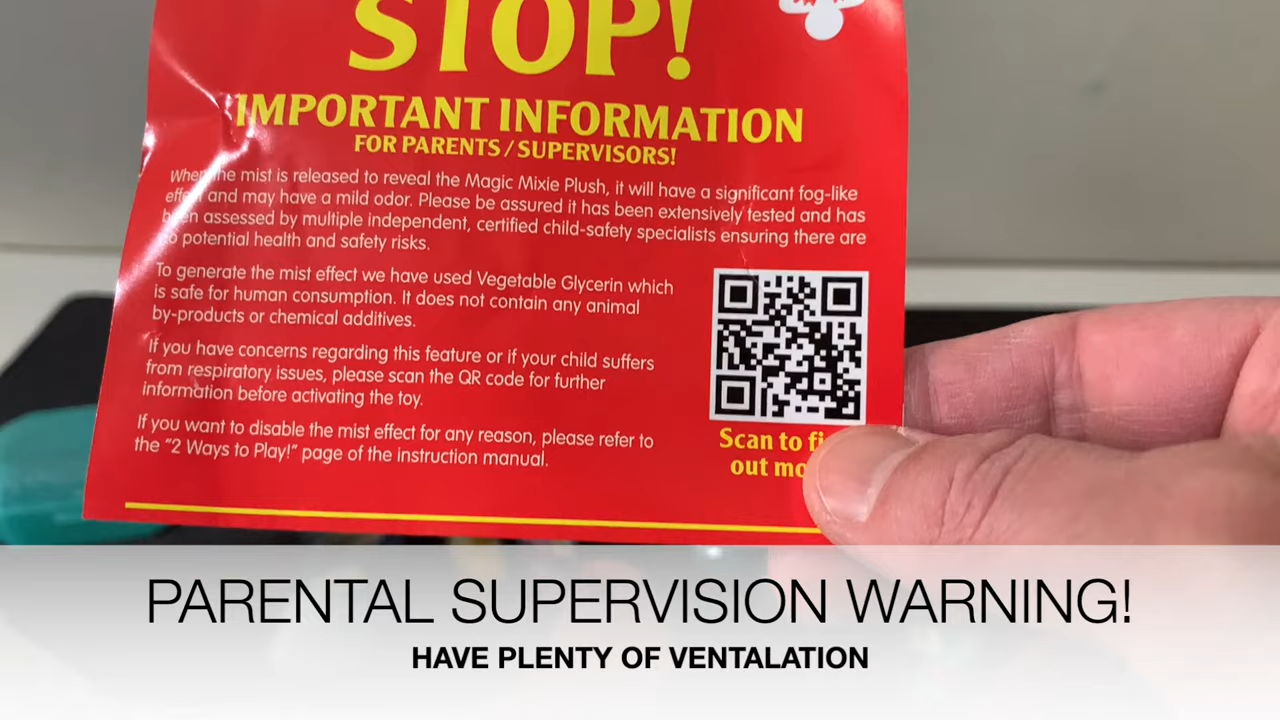 STOP!
IMPORTANT INFORMATION
FOR PARENTS / SUPERVISORS!
When the mist is released to reveal the Magic Mixie Plush, it will have a significant fog-like
effect and may have a mild odor. Please be assured it has been extensively tested and has
been assessed by multiple independent, certified child-safety specialists ensuring there are
no potential health and safety risks.
To generate the mist effect we have used Vegetable Glycerin which
is safe for human consumption. It does not contain any animal
by-products or chemical additives.
If you have concerns regarding this feature or if your child suffers
from respiratory issues, please scan the QR code for further
information before activating the toy.
If you want to disable the mist effect for any reason, please refer to
the "2 Ways to Play!" page of the instruction manual.
Scan to
out
PARENTAL SUPERVISION WARNING!
HAVE PLENTY OF VENTALATION